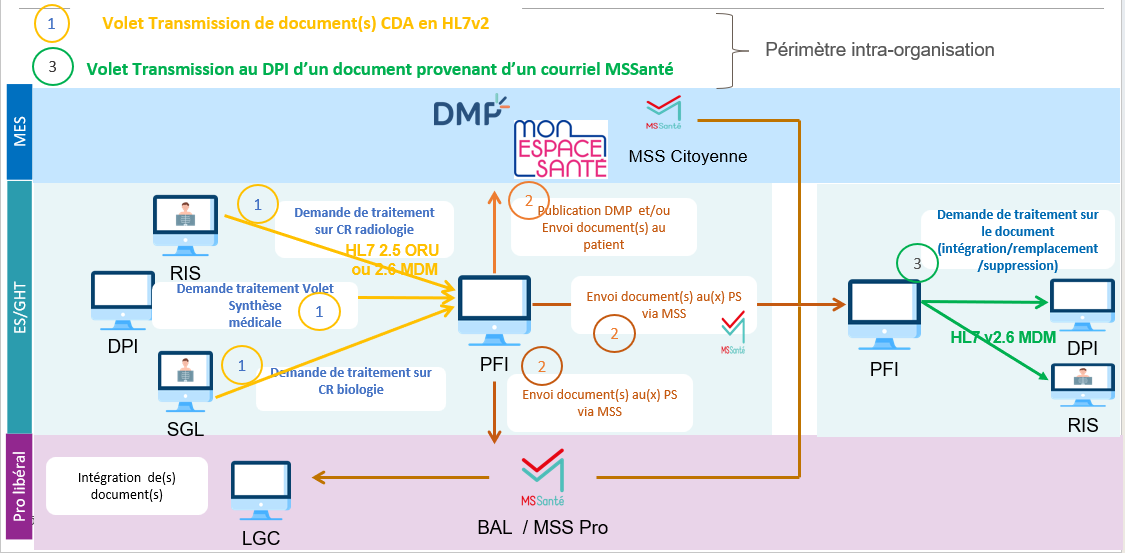 1
Volet Transmission de document(s) CDA en HL7v2
3
Volet Transmission au DPI d'un document provenant d'un courriel MSSanté
Périmètre intra-organisation
MES
DMP
mon
ESPACE
SANTÉ
MSSanté
MSS Citoyenne
ES/GHT
RIS
1
Demande de traitement
sur CR radiologie
HL7 2.5 ORU
ou 2.6 MDM
DPI
Demande traitement Volet
Synthèse
médicale
1
SGL
1
Demande de traitement sur
CR biologie
PFI
2
Publication DMP et/ou
Envoi document(s) au
patient
Envoi document(s) au(x) PS
via MSS
2
MSSanté
2
Envoi document(s) au(x) PS
via MSS
PFI
3
Demande de traitement sur
le document
(intégration/remplacement
/suppression)
HL7 v2.6 MDM
DPI
RIS
Pro libéral
Intégration de(s)
document(s)
LGC
MSSanté
BAL / MSS Pro